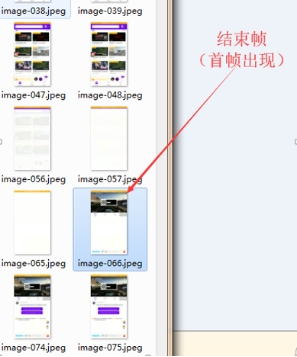 image-038.jpeg image-039.jpeg
结束帧
（首帧出现）
image-047.jpeg image-048.jpeg
image-056.jpeg image-057.jpeg
image-065.jpeg image-066.jpeg
image-074.jpeg image-075.jpeg